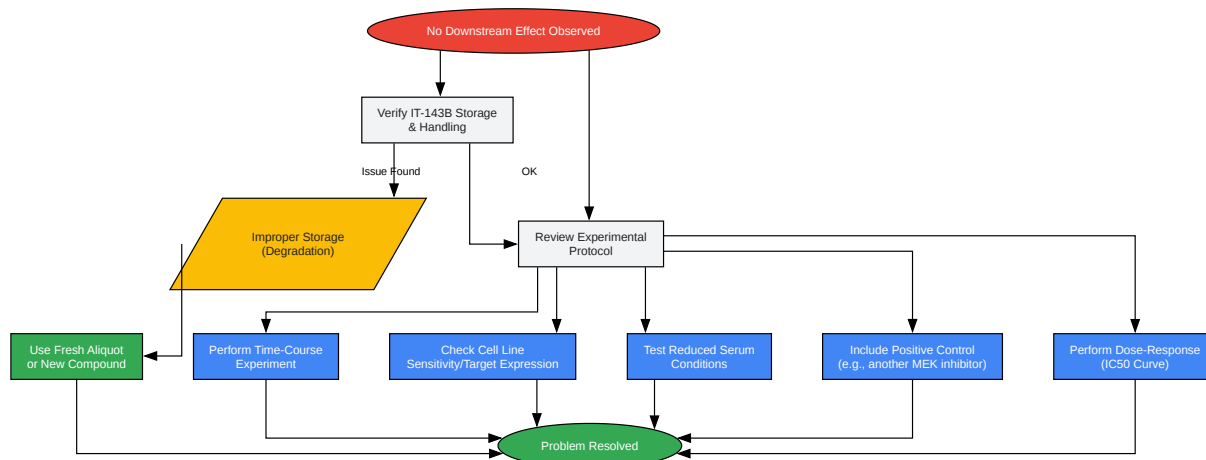 No Downstream Effect Observed
Verify IT-143B Storage
& Handling
Issue Found
OK
Improper Storage
(Degradation)
Review Experimental
Protocol
Use Fresh Aliquot
or New Compound
Perform Time-Course
Experiment
Check Cell Line
Sensitivity/Target Expression
Test Reduced Serum
Conditions
Include Positive Control
(e.g., another MEK inhibitor)
Perform Dose-Response
(IC50 Curve)
Problem Resolved